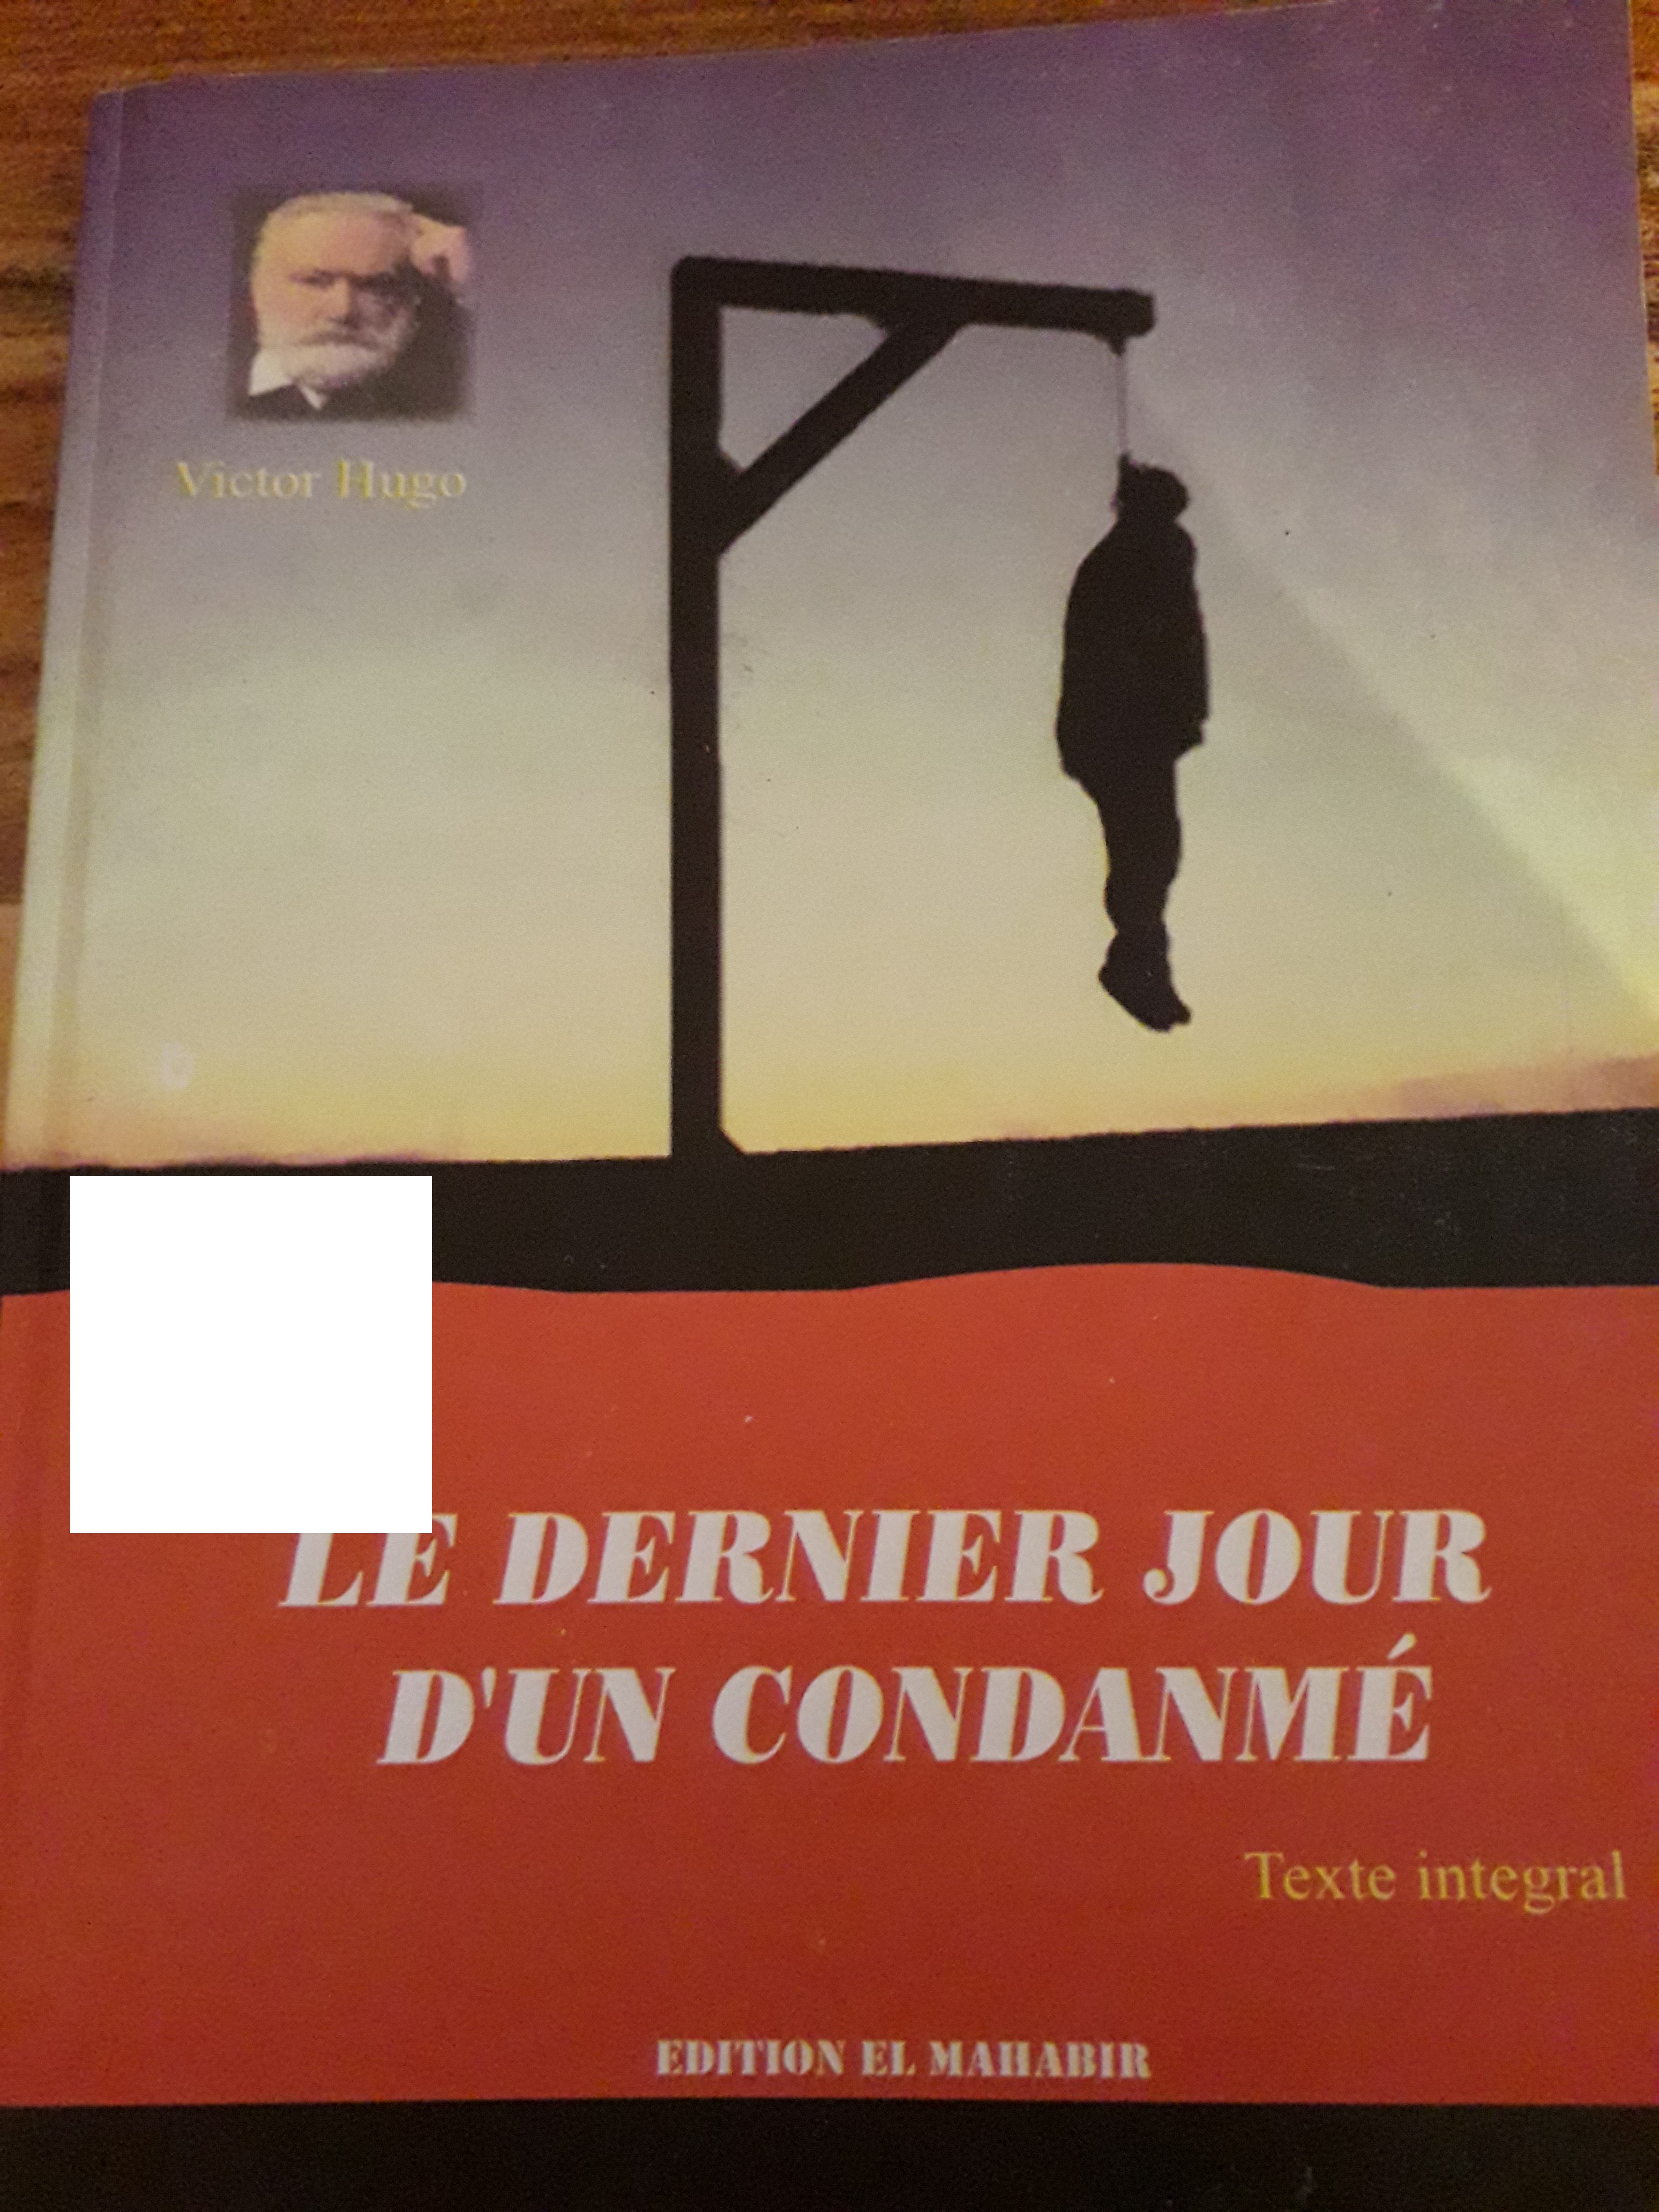 Victor Hugo
LE DERNIER JOUR
D'UN CONDANMÉ
Texte integral
EDITION EL MAHABIR